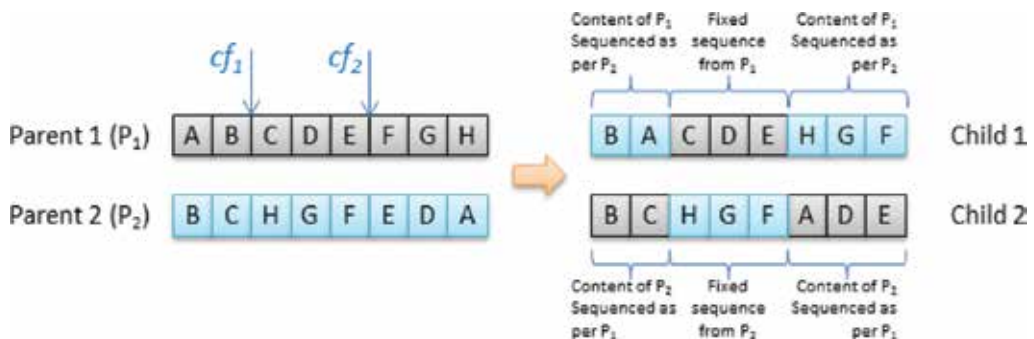 Content of P₁ Sequenced as per P₂
Fixed sequence from P₁
Content of P₁ Sequenced as per P₂
cf₁
cf₂
Parent 1 (P₁)
A B C D E F G H
B A C D E H G F
Child 1
Parent 2 (P₂)
B C H G F E D A
B C H G F A D E
Child 2
Content of P₂ Sequenced as per P₁
Fixed sequence from P₂
Content of P₂ Sequenced as per P₁